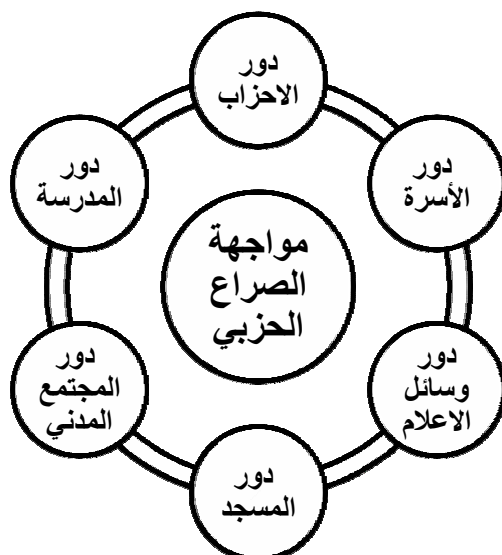 دور
الاحزاب
دور
الأسرة
دور
وسائل
الاعلام
دور
المسجد
دور
المجتمع
المدني
دور
المدرسة
مواجهة
الصراع
الحزبي